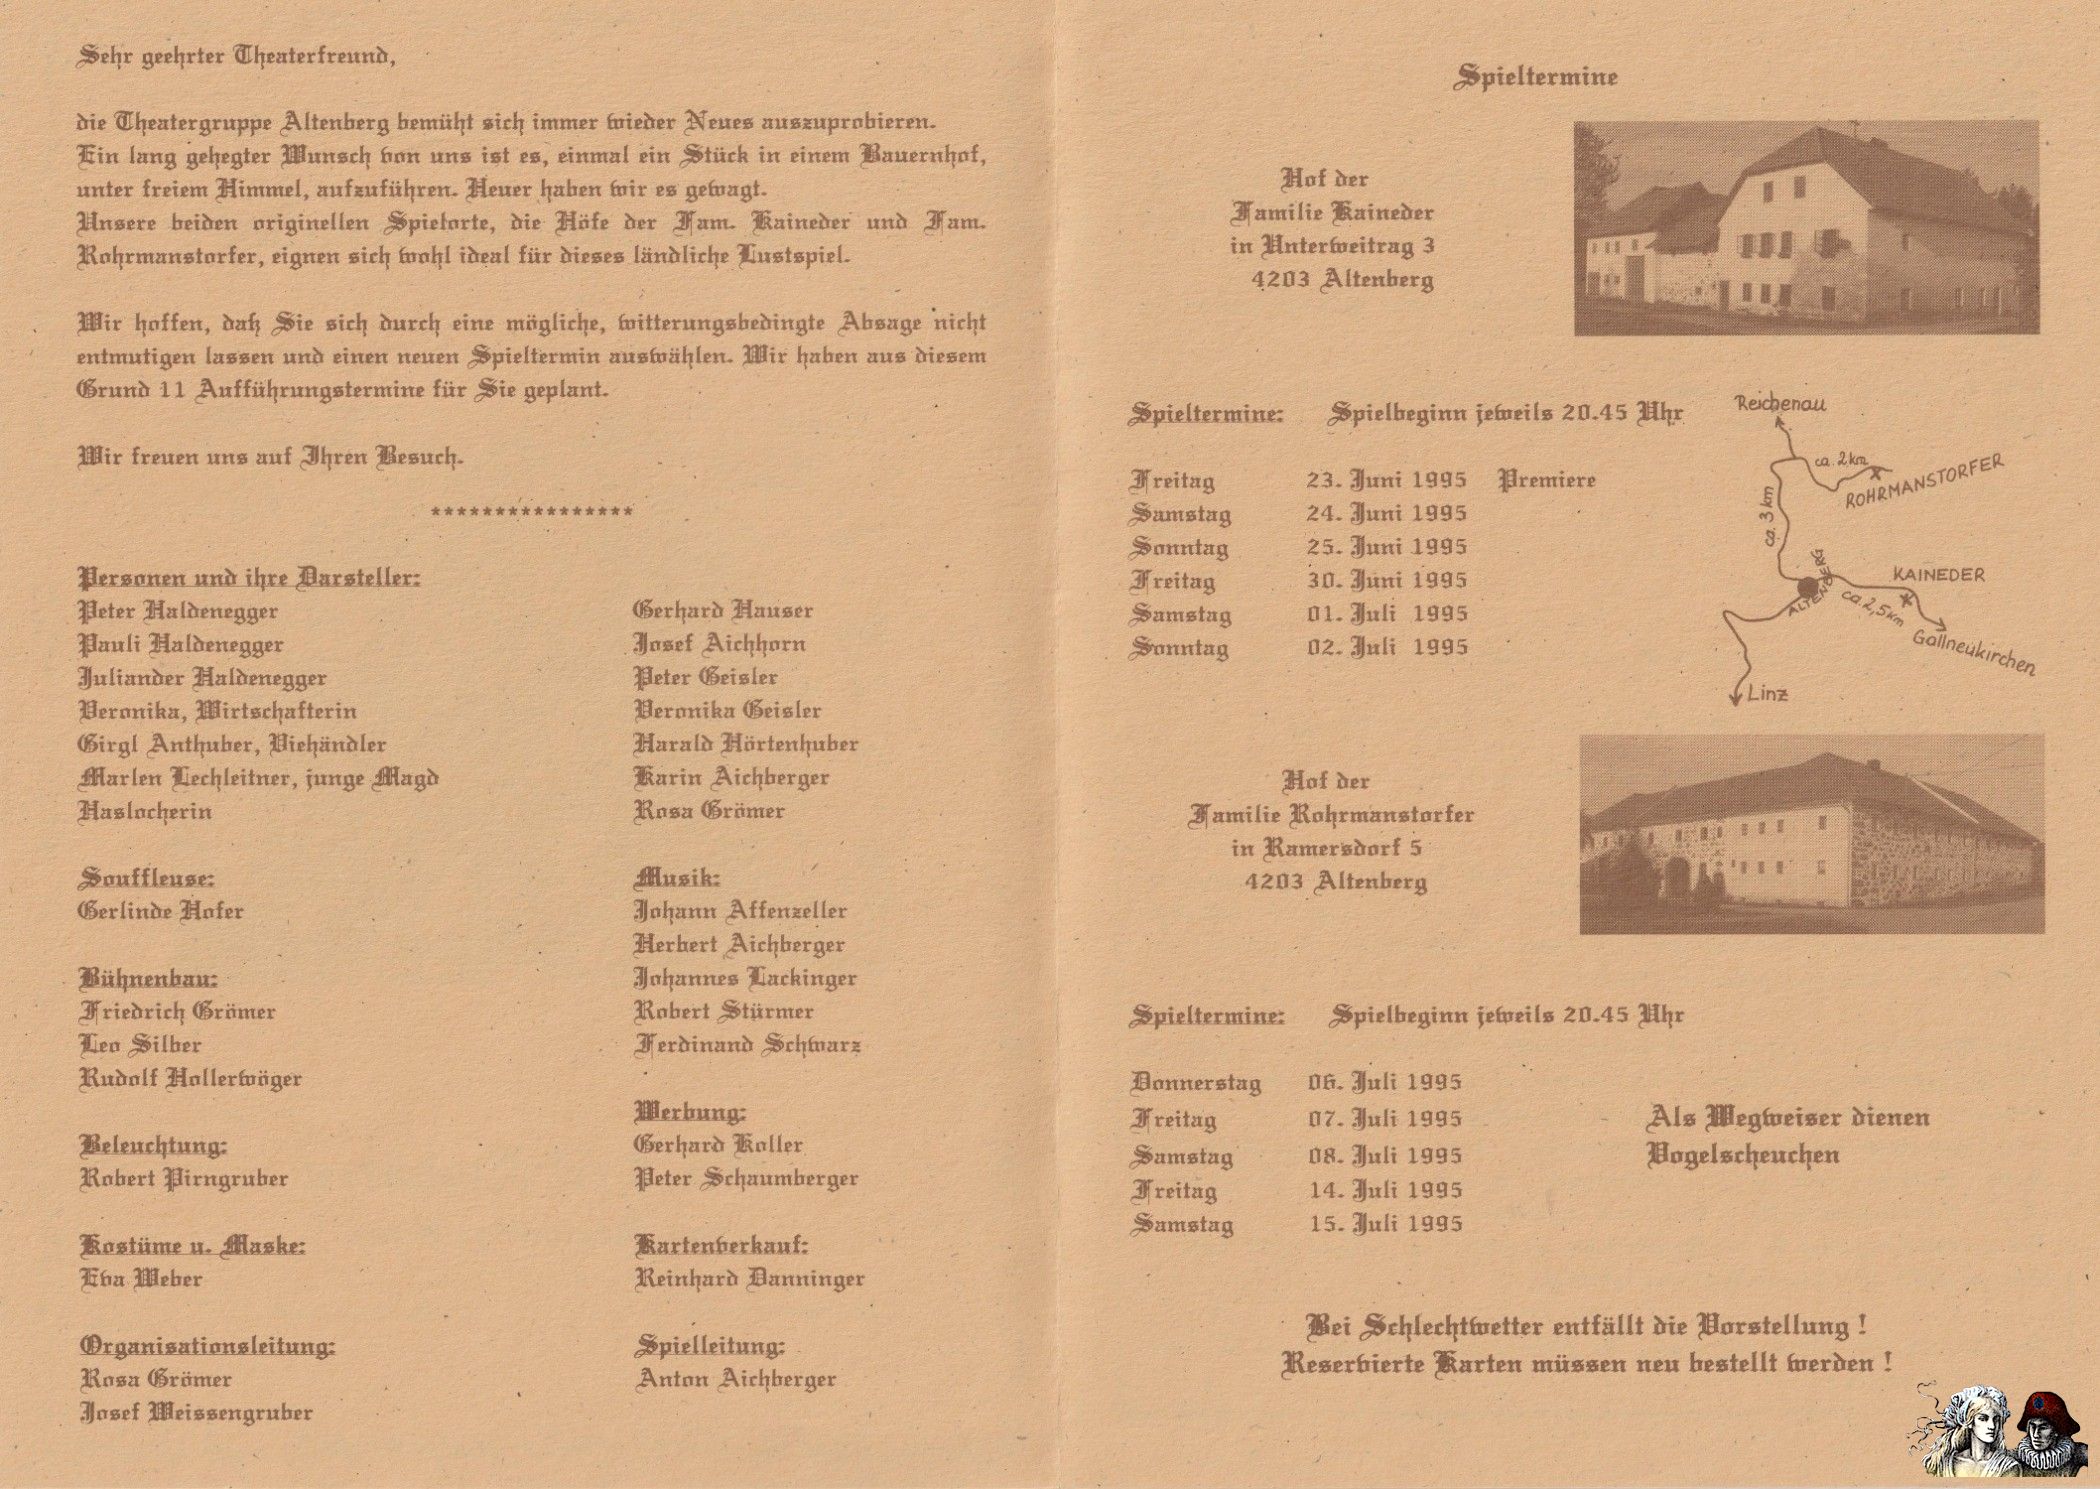 Sehr geehrter Theaterfreund,
die Theatergruppe Altenberg bemüht sich immer wieder Neues auszuprobieren.
Ein lang gehegter Wunsch von uns ist es, einmal ein Stück in einem Bauernhof,
unter freiem Himmel, aufzuführen. Heuer haben wir es gewagt.
Unsere beiden originellen Spielorte, die Höfe der Fam. Kaineder und Fam.
Rohrmanstorfer, eignen sich wohl ideal für dieses ländliche Lustspiel.
Wir hoffen, daß Sie sich durch eine mögliche, witterungsbedingte Absage nicht
entmutigen lassen und einen neuen Spieltermin auswählen. Wir haben aus diesem
Grund 11 Aufführungstermine für Sie geplant.
Wir freuen uns auf Ihren Besuch.
****************
Personen und ihre Darsteller:
Peter Haldenegger Gerhard Hauser
Pauli Haldenegger Josef Aichhorn
Juliander Haldenegger Peter Geisler
Veronika, Wirtschafterin Veronika Geisler
Girgl Anthuber, Viehändler Harald Hörtenhuber
Marlen Lechleitner, junge Magd Karin Aichberger
Haslocherin Rosa Grömer
Souffleuse:
Gerlinde Hofer
Bühnenbau:
Friedrich Grömer
Leo Silber
Rudolf Hollerwöger
Beleuchtung:
Robert Pirngruber
Kostüme u. Maske:
Eva Weber
Organisationsleitung:
Rosa Grömer
Josef Weissengruber
Musik:
Johann Affenzeller
Herbert Aichberger
Johannes Lackinger
Robert Stürmer
Ferdinand Schwarz
Werbung:
Gerhard Koller
Peter Schaumberger
Kartenverkauf:
Reinhard Danninger
Spielleitung:
Anton Aichberger
Spieltermine
Hof der
Familie Kaineder
in Unterweitrag 3
4203 Altenberg
Spieltermine: Spielbeginn jeweils 20.45 Uhr
Freitag 23. Juni 1995 Premiere
Samstag 24. Juni 1995
Sonntag 25. Juni 1995
Freitag 30. Juni 1995
Samstag 01. Juli 1995
Sonntag 02. Juli 1995
Reichenau
ca. 2 km
ROHRMANSTORFER
ca. 3 km
ALTENBERG
KAINEDER
ca. 2,5 km
Gallneukirchen
Linz
Hof der
Familie Rohrmanstorfer
in Ramersdorf 5
4203 Altenberg
Spieltermine: Spielbeginn jeweils 20.45 Uhr
Donnerstag 06. Juli 1995
Freitag 07. Juli 1995
Samstag 08. Juli 1995
Freitag 14. Juli 1995
Samstag 15. Juli 1995
Als Wegweiser dienen
Vogelscheuchen
Bei Schlechtwetter entfällt die Vorstellung !
Reservierte Karten müssen neu bestellt werden !